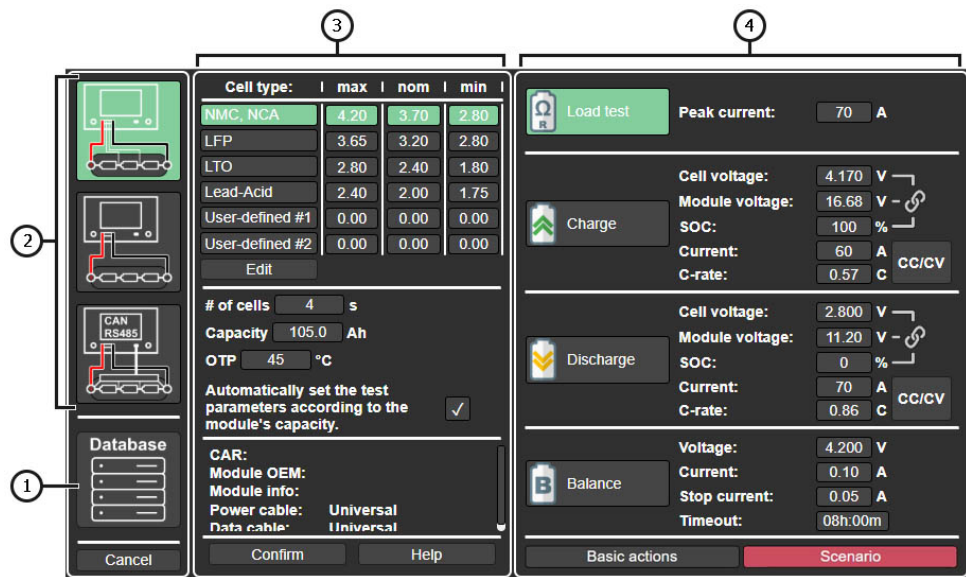 3
4
2
1
CAN
RS485
Database
Cancel
Cell type: max nom min
NMC, NCA 4.20 3.70 2.80
LFP 3.65 3.20 2.80
LTO 2.80 2.40 1.80
Lead-Acid 2.40 2.00 1.75
User-defined #1 0.00 0.00 0.00
User-defined #2 0.00 0.00 0.00
Edit
# of cells 4 s
Capacity 105.0 Ah
OTP 45 °C
Automatically set the test
parameters according to the
module's capacity. ✓
CAR:
Module OEM:
Module info:
Power cable: Universal
Data cable: Universal
Confirm Help
Ω
R
Load test Peak current: 70 A
Charge
Cell voltage: 4.170 V
Module voltage: 16.68 V
SOC: 100 %
Current: 60 A
C-rate: 0.57 C
CC/CV
Discharge
Cell voltage: 2.800 V
Module voltage: 11.20 V
SOC: 0 %
Current: 70 A
C-rate: 0.86 C
CC/CV
B
Balance
Voltage: 4.200 V
Current: 0.10 A
Stop current: 0.05 A
Timeout: 08h:00m
Basic actions Scenario